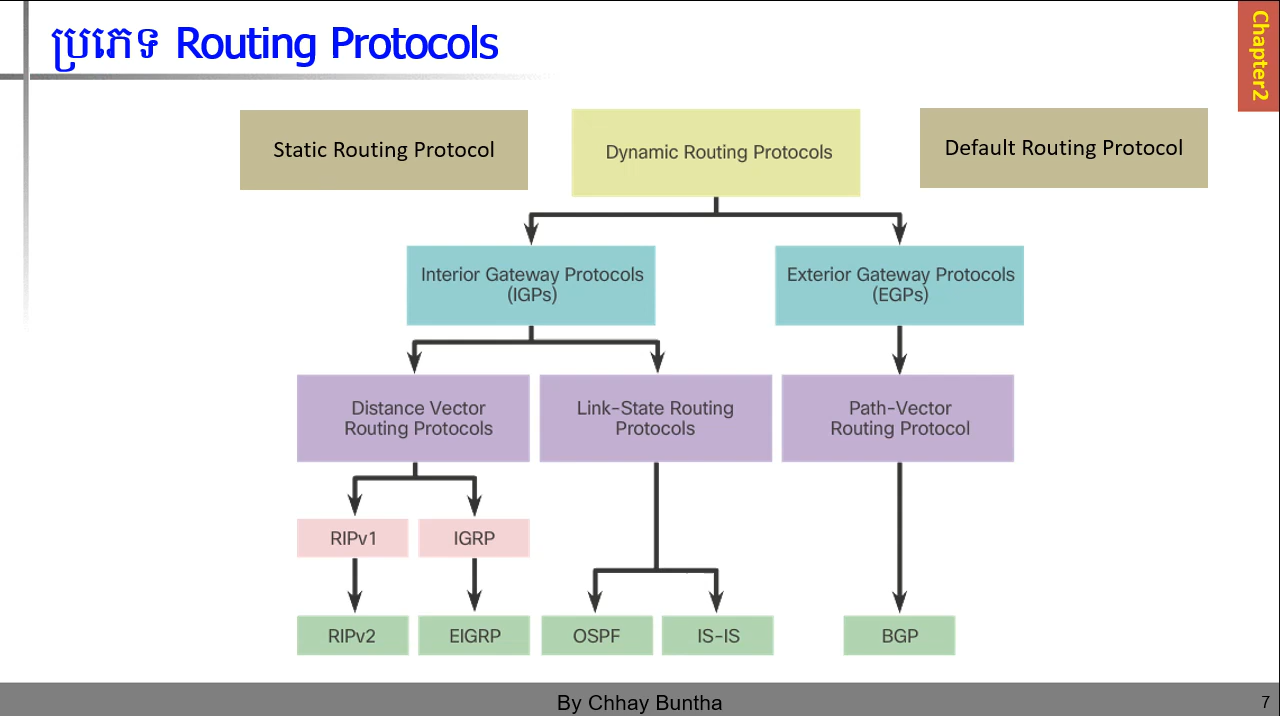 ប្រភេទ Routing Protocols
Chapter2
Static Routing Protocol
Dynamic Routing Protocols
Default Routing Protocol
Interior Gateway Protocols
(IGPs)
Exterior Gateway Protocols
(EGPs)
Distance Vector
Routing Protocols
Link-State Routing
Protocols
Path-Vector
Routing Protocol
RIPv1
IGRP
RIPv2
EIGRP
OSPF
IS-IS
BGP
By Chhay Buntha
7